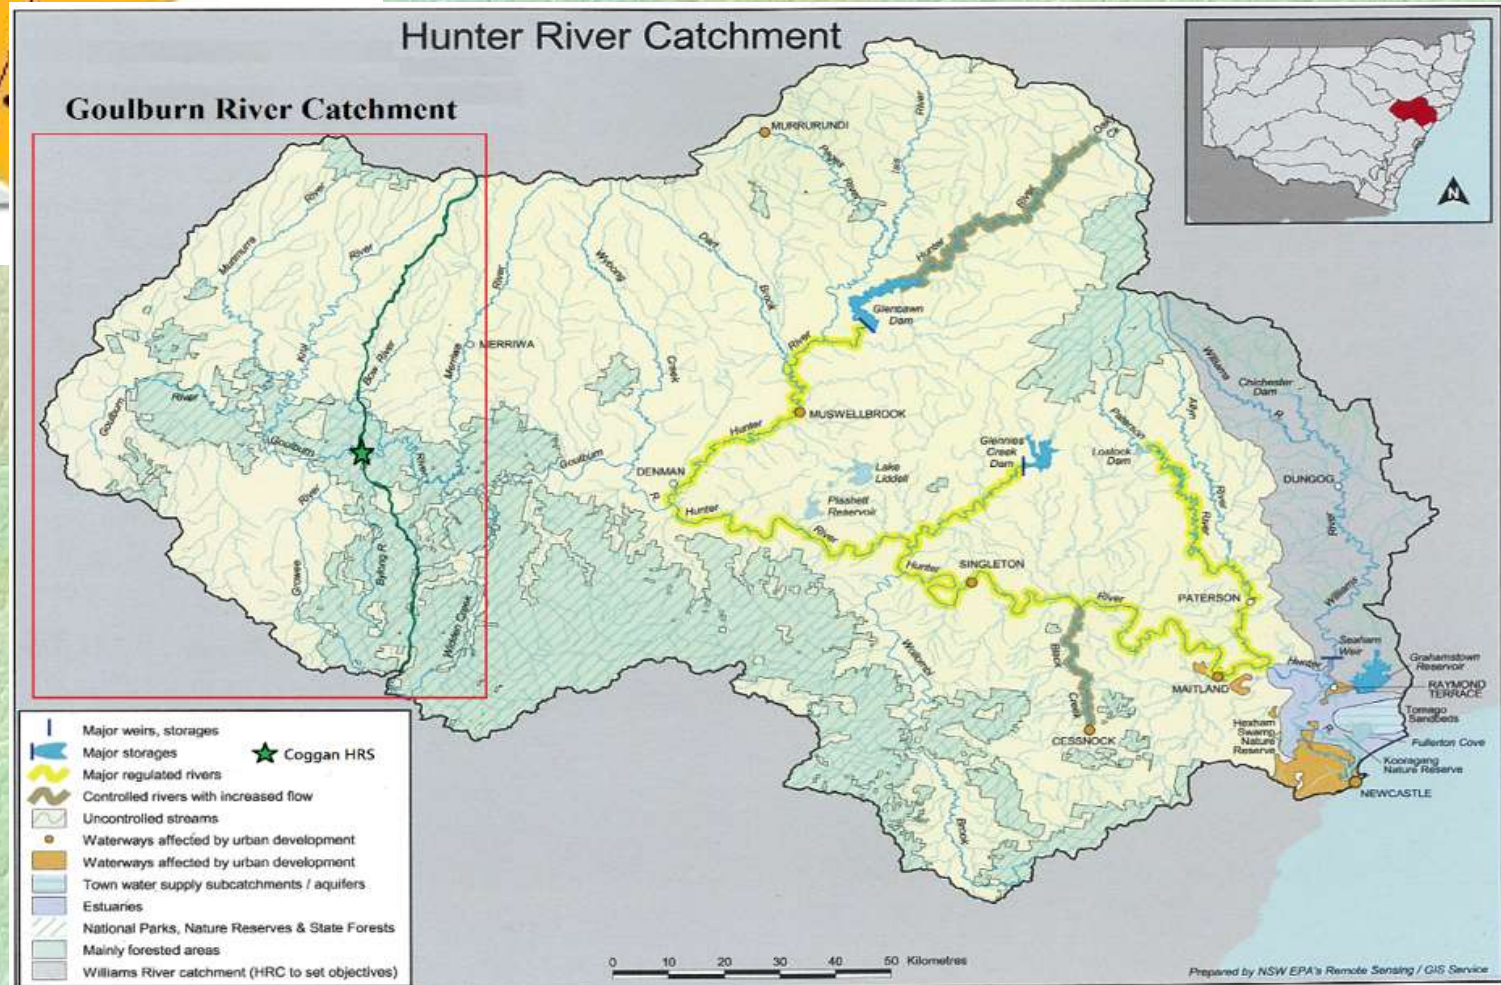 Hunter River Catchment
Goulburn River Catchment
N
MURRURUNDI
Pages
River
Isis
River
Oaky
Ck
Hunter
River
Munmurra
River
River
Krui
Bow River
River
Merriwa
MERRIWA
Wybong
Creek
Dart
Brook
Glenbawn
Dam
River
MUSWELLBROOK
Hunter
Goulburn
River
Goulburn
River
Goulburn
R.
DENMAN
Hunter
River
Lake
Liddell
Plashett
Reservoir
Glennies
Creek
Dam
Paterson
Lostock
Dam
Allyn
River
River
Williams
R.
Chichester
Dam
DUNGOG
River
Williams
River
Growee
Bylong R.
Widden Creek
Hunter
SINGLETON
River
PATERSON
Wollombi
Brook
Black
Creek
CESSNOCK
MAITLAND
Hunter
R.
Seaham
Weir
Grahamstown
Reservoir
RAYMOND
TERRACE
Tomago
Sandbeds
Fullerton Cove
Hexham
Swamp
Nature
Reserve
Kooragang
Nature Reserve
NEWCASTLE
Major weirs, storages
Major storages
Coggan HRS
Major regulated rivers
Controlled rivers with increased flow
Uncontrolled streams
Waterways affected by urban development
Waterways affected by urban development
Town water supply subcatchments / aquifers
Estuaries
National Parks, Nature Reserves & State Forests
Mainly forested areas
Williams River catchment (HRC to set objectives)
0 10 20 30 40 50 Kilometres
Prepared by NSW EPA's Remote Sensing / GIS Service